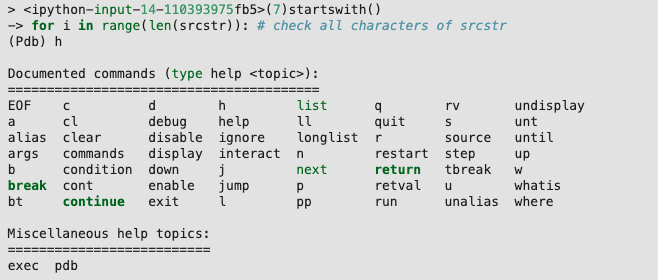 > <ipython-input-14-110393975fb5>(7)startswith()
-> for i in range(len(srcstr)): # check all characters of srcstr
(Pdb) h
Documented commands (type help <topic>):
========================================
EOF c d h list q rv undisplay
a cl debug help ll quit s unt
alias clear disable ignore longlist r source until
args commands display interact n restart step up
b condition down j next return tbreak w
break cont enable jump p retval u whatis
bt continue exit l pp run unalias where
Miscellaneous help topics:
==========================
exec pdb